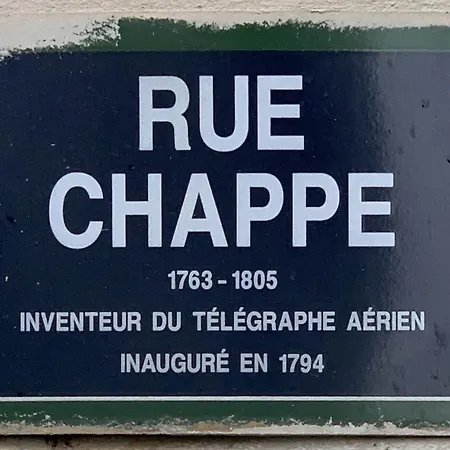 RUE
CHAPPE
1763 - 1805
INVENTEUR DU TÉLÉGRAPHE AÉRIEN
INAUGURÉ EN 1794